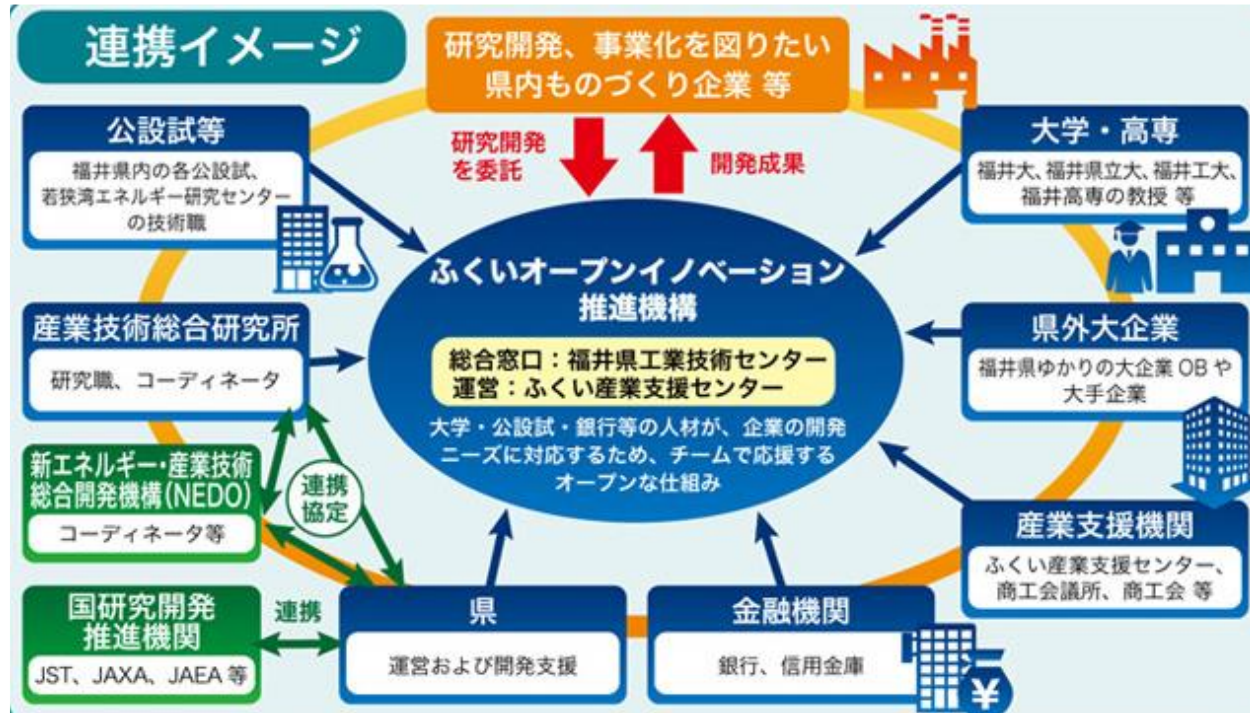 連携イメージ
研究開発、事業化を図りたい
県内ものづくり企業 等
研究開発
を委託
開発成果
公設試等
福井県内の各公設試、
若狭湾エネルギー研究センター
の技術職
大学・高専
福井大、福井県立大、福井工大、
福井高専の教授 等
ふくいオープンイノベーション
推進機構
総合窓口:福井県工業技術センター
運営:ふくい産業支援センター
大学・公設試・銀行等の人材が、企業の開発
ニーズに対応するため、チームで応援する
オープンな仕組み
産業技術総合研究所
研究職、コーディネータ
県外大企業
福井県ゆかりの大企業 OB や
大手企業
新エネルギー・産業技術
総合開発機構(NEDO)
コーディネータ等
連携
協定
産業支援機関
ふくい産業支援センター、
商工会議所、商工会 等
国研究開発
推進機関
JST、JAXA、JAEA 等
連携
県
運営および開発支援
金融機関
銀行、信用金庫
¥